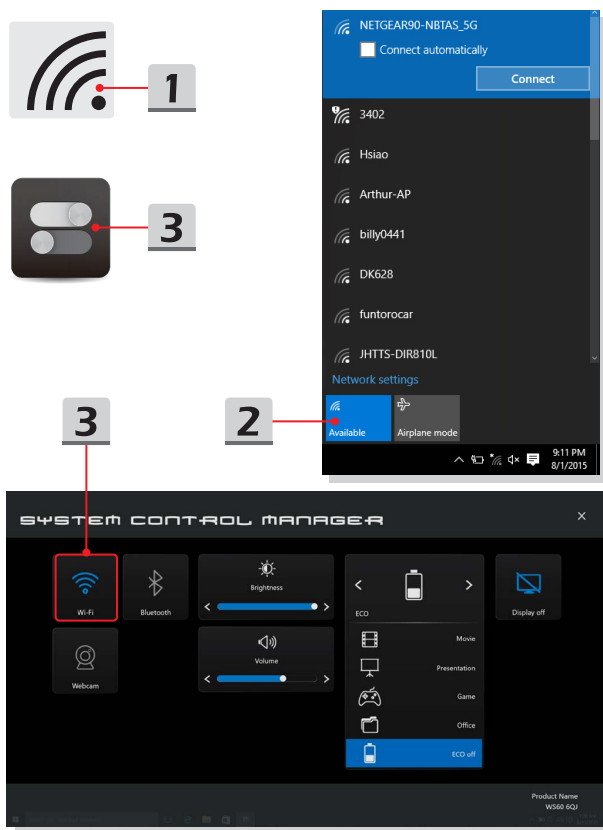 1
3
NETGEAR90-NBTAS_5G
Connect automatically
Connect
3402
Hsiao
Arthur-AP
billy0441
DK628
funtorocar
JHTTS-DIR810L
Network settings
Available
Airplane mode
9:11 PM
8/1/2015
2
3
SYSTEM CONTROL MANAGER
Wi-Fi
Bluetooth
Brightness
ECO
Display off
Webcam
Volume
Movie
Presentation
Game
Office
ECO off
Product Name
WS60 6QJ